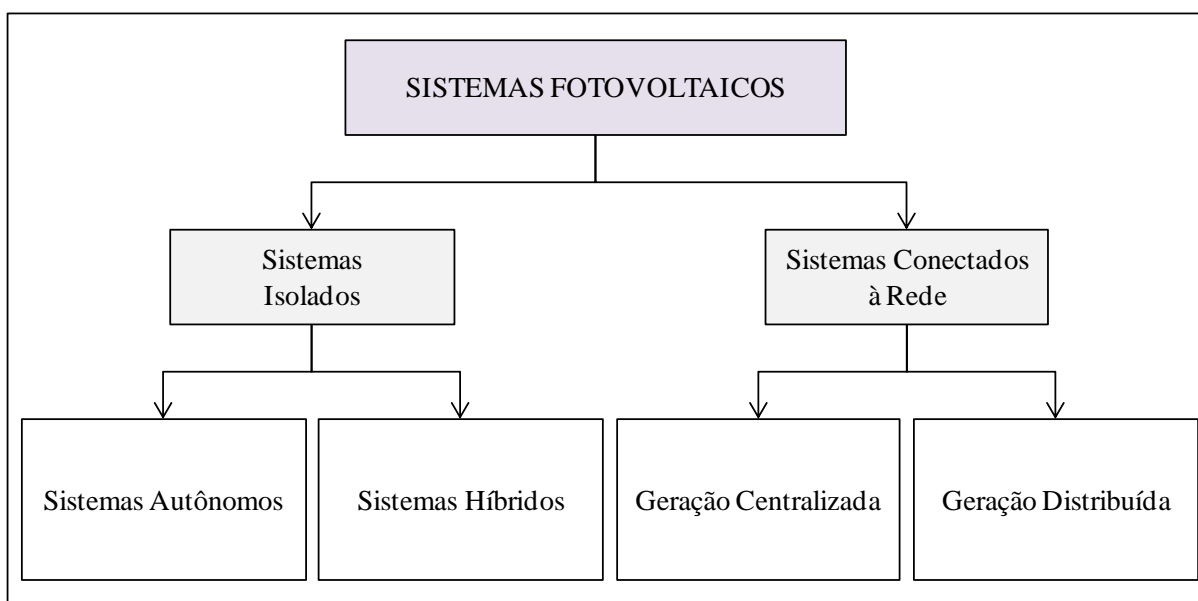 SISTEMAS FOTOVOLTAICOS
Sistemas
Isolados
Sistemas Conectados
à Rede
Sistemas Autônomos
Sistemas Híbridos
Geração Centralizada
Geração Distribuída